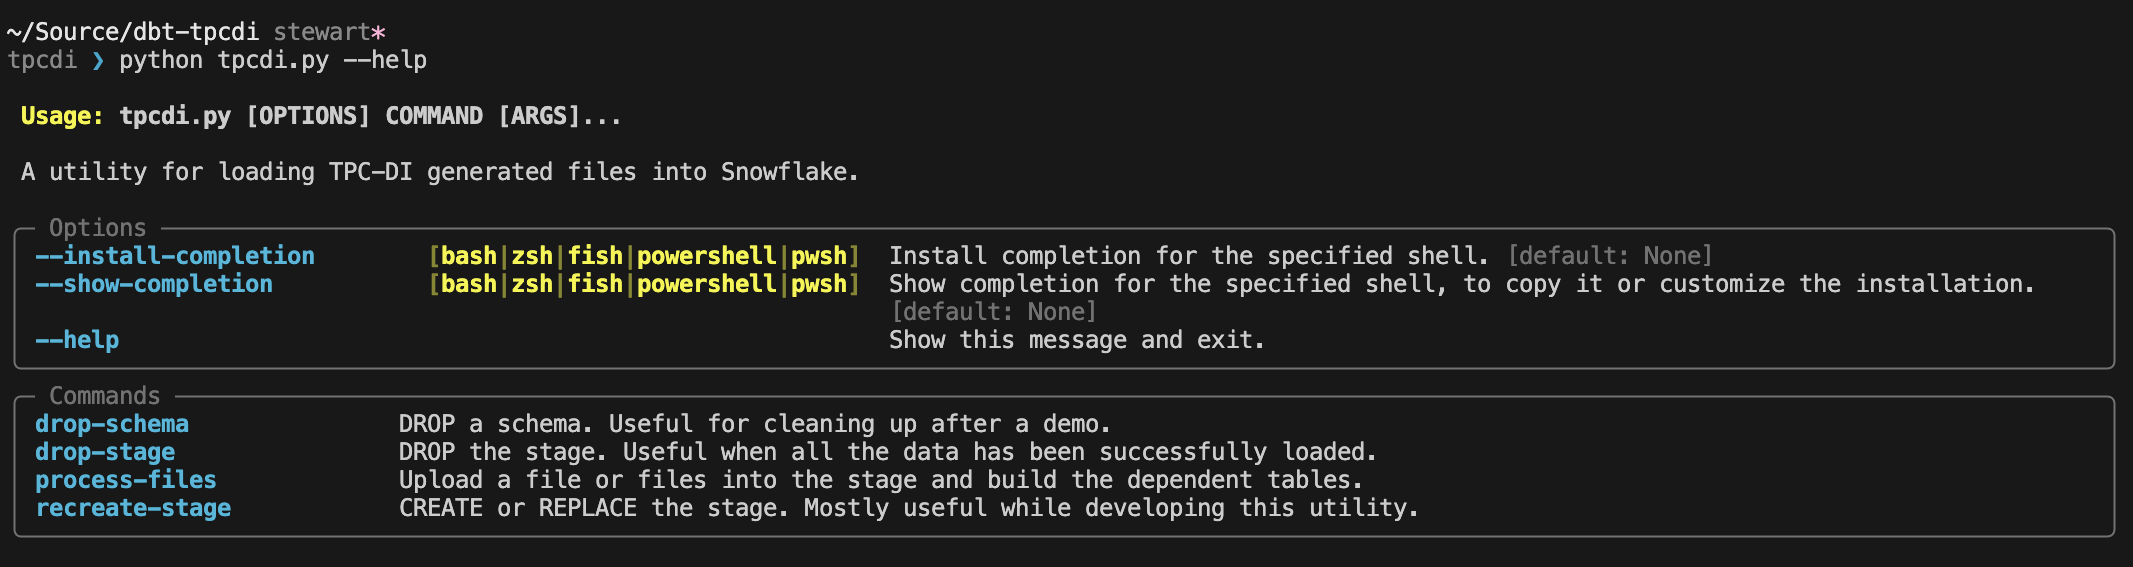 ~/Source/dbt-tpcdi stewart*
tpcdi ❯ python tpcdi.py --help
Usage: tpcdi.py [OPTIONS] COMMAND [ARGS]...
A utility for loading TPC-DI generated files into Snowflake.
Options
--install-completion [bash|zsh|fish|powershell|pwsh] Install completion for the specified shell. [default: None]
--show-completion [bash|zsh|fish|powershell|pwsh] Show completion for the specified shell, to copy it or customize the installation.
[default: None]
--help Show this message and exit.
Commands
drop-schema DROP a schema. Useful for cleaning up after a demo.
drop-stage DROP the stage. Useful when all the data has been successfully loaded.
process-files Upload a file or files into the stage and build the dependent tables.
recreate-stage CREATE or REPLACE the stage. Mostly useful while developing this utility.